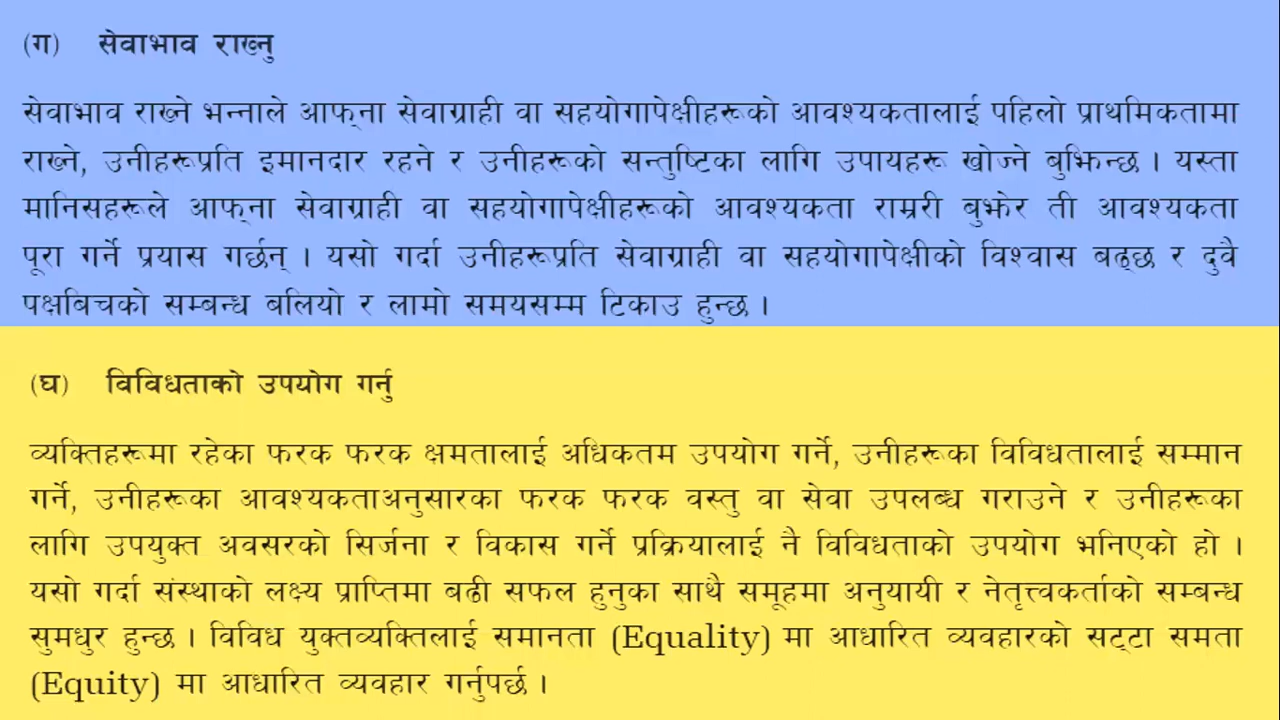 (ग) सेवाभाव राख्नु
सेवाभाव राख्ने भन्नाले आफ्ना सेवाग्राही वा सहयोगापेक्षीहरूको आवश्यकतालाई पहिलो प्राथमिकतामा
राख्ने, उनीहरूप्रति इमानदार रहने र उनीहरूको सन्तुष्टिका लागि उपायहरू खोज्ने बुझिन्छ । यस्ता
मानिसहरूले आफ्ना सेवाग्राही वा सहयोगापेक्षीहरूको आवश्यकता राम्ररी बुझेर ती आवश्यकता
पूरा गर्ने प्रयास गर्छन् । यसो गर्दा उनीहरूप्रति सेवाग्राही वा सहयोगापेक्षीको विश्वास बढ्छ र दुवै
पक्षबिचको सम्बन्ध बलियो र लामो समयसम्म टिकाउ हुन्छ ।
(घ) विविधताको उपयोग गर्नु
व्यक्तिहरूमा रहेका फरक फरक क्षमतालाई अधिकतम उपयोग गर्ने, उनीहरूका विविधतालाई सम्मान
गर्ने, उनीहरूका आवश्यकताअनुसारका फरक फरक वस्तु वा सेवा उपलब्ध गराउने र उनीहरूका
लागि उपयुक्त अवसरको सिर्जना र विकास गर्ने प्रक्रियालाई नै विविधताको उपयोग भनिएको हो ।
यसो गर्दा संस्थाको लक्ष्य प्राप्तिमा बढी सफल हुनुका साथै समूहमा अनुयायी र नेतृत्त्वकर्ताको सम्बन्ध
सुमधुर हुन्छ । विविध युक्तव्यक्तिलाई समानता (Equality) मा आधारित व्यवहारको सट्टा समता
(Equity) मा आधारित व्यवहार गर्नुपर्छ ।